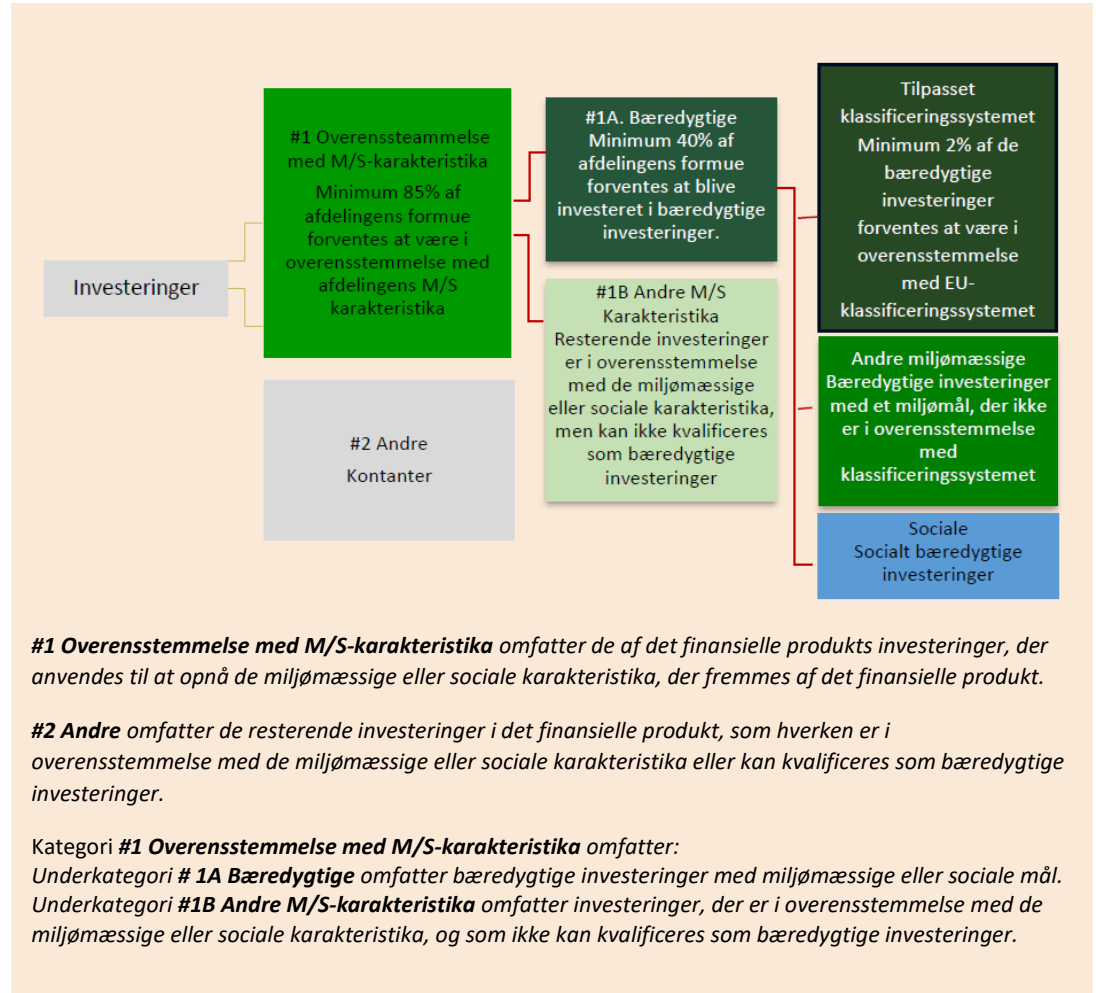 Investeringer
#1 Overenssteammelse
med M/S-karakteristika
Minimum 85% af
afdelingens formue
forventes at være i
overensstemmelse med
afdelingens M/S
karakteristika
#2 Andre
Kontanter
#1A. Bæredygtige
Minimum 40% af
afdelingens formue
forventes at blive
investeret i bæredygtige
investeringer.
#1B Andre M/S
Karakteristika
Resterende investeringer
er i overensstemmelse
med de miljømæssige
eller sociale karakteristika,
men kan ikke kvalificeres
som bæredygtige
investeringer
Tilpasset
klassificeringssystemet
Minimum 2% af de
bæredygtige
investeringer
forventes at være i
overensstemmelse
med EU-
klassificeringssystemet
Andre miljømæssige
Bæredygtige investeringer
med et miljømål, der ikke
er i overensstemmelse
med
klassificeringssystemet
Sociale
Socialt bæredygtige
investeringer
#1 Overensstemmelse med M/S-karakteristika omfatter de af det finansielle produkts investeringer, der
anvendes til at opnå de miljømæssige eller sociale karakteristika, der fremmes af det finansielle produkt.
#2 Andre omfatter de resterende investeringer i det finansielle produkt, som hverken er i
overensstemmelse med de miljømæssige eller sociale karakteristika eller kan kvalificeres som bæredygtige
investeringer.
Kategori #1 Overensstemmelse med M/S-karakteristika omfatter:
Underkategori # 1A Bæredygtige omfatter bæredygtige investeringer med miljømæssige eller sociale mål.
Underkategori #1B Andre M/S-karakteristika omfatter investeringer, der er i overensstemmelse med de
miljømæssige eller sociale karakteristika, og som ikke kan kvalificeres som bæredygtige investeringer.